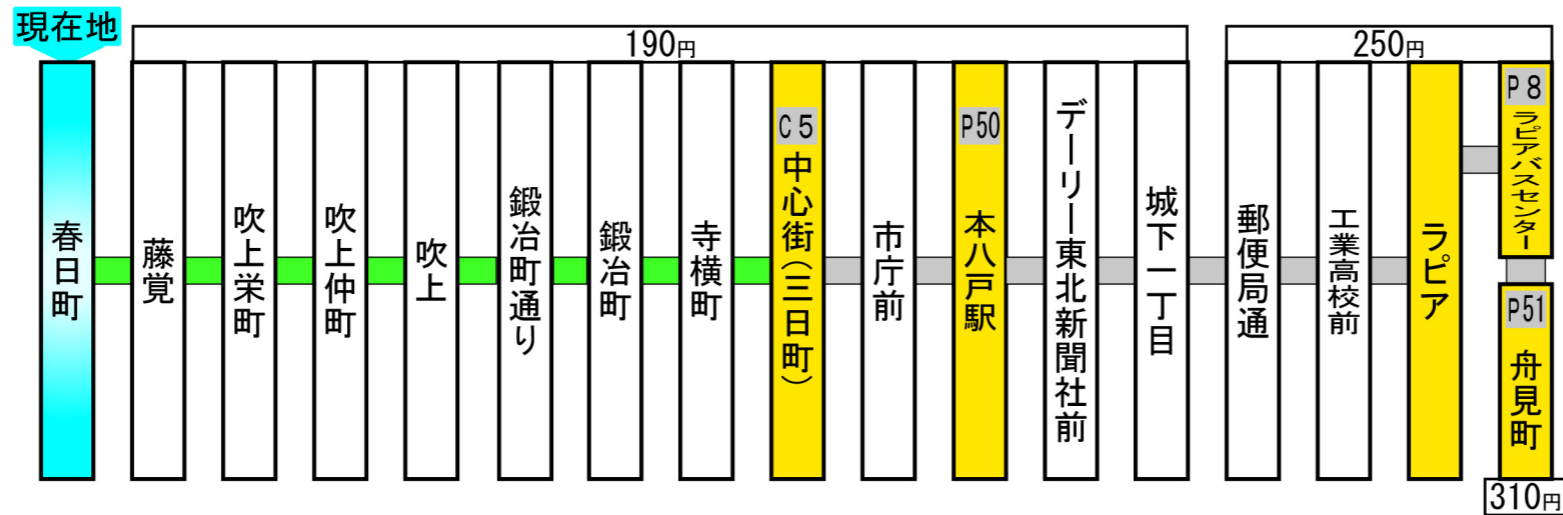 現在地
190円
250円
春日町
藤覚
吹上栄町
吹上仲町
吹上
鍛冶町通り
鍛冶町
寺横町
C5
中心街(三日町)
市庁前
P50
本八戸駅
デーリー東北新聞社前
城下一丁目
郵便局通
工業高校前
ラピア
P8
ラピアバスセンター
P51
舟見町
310円